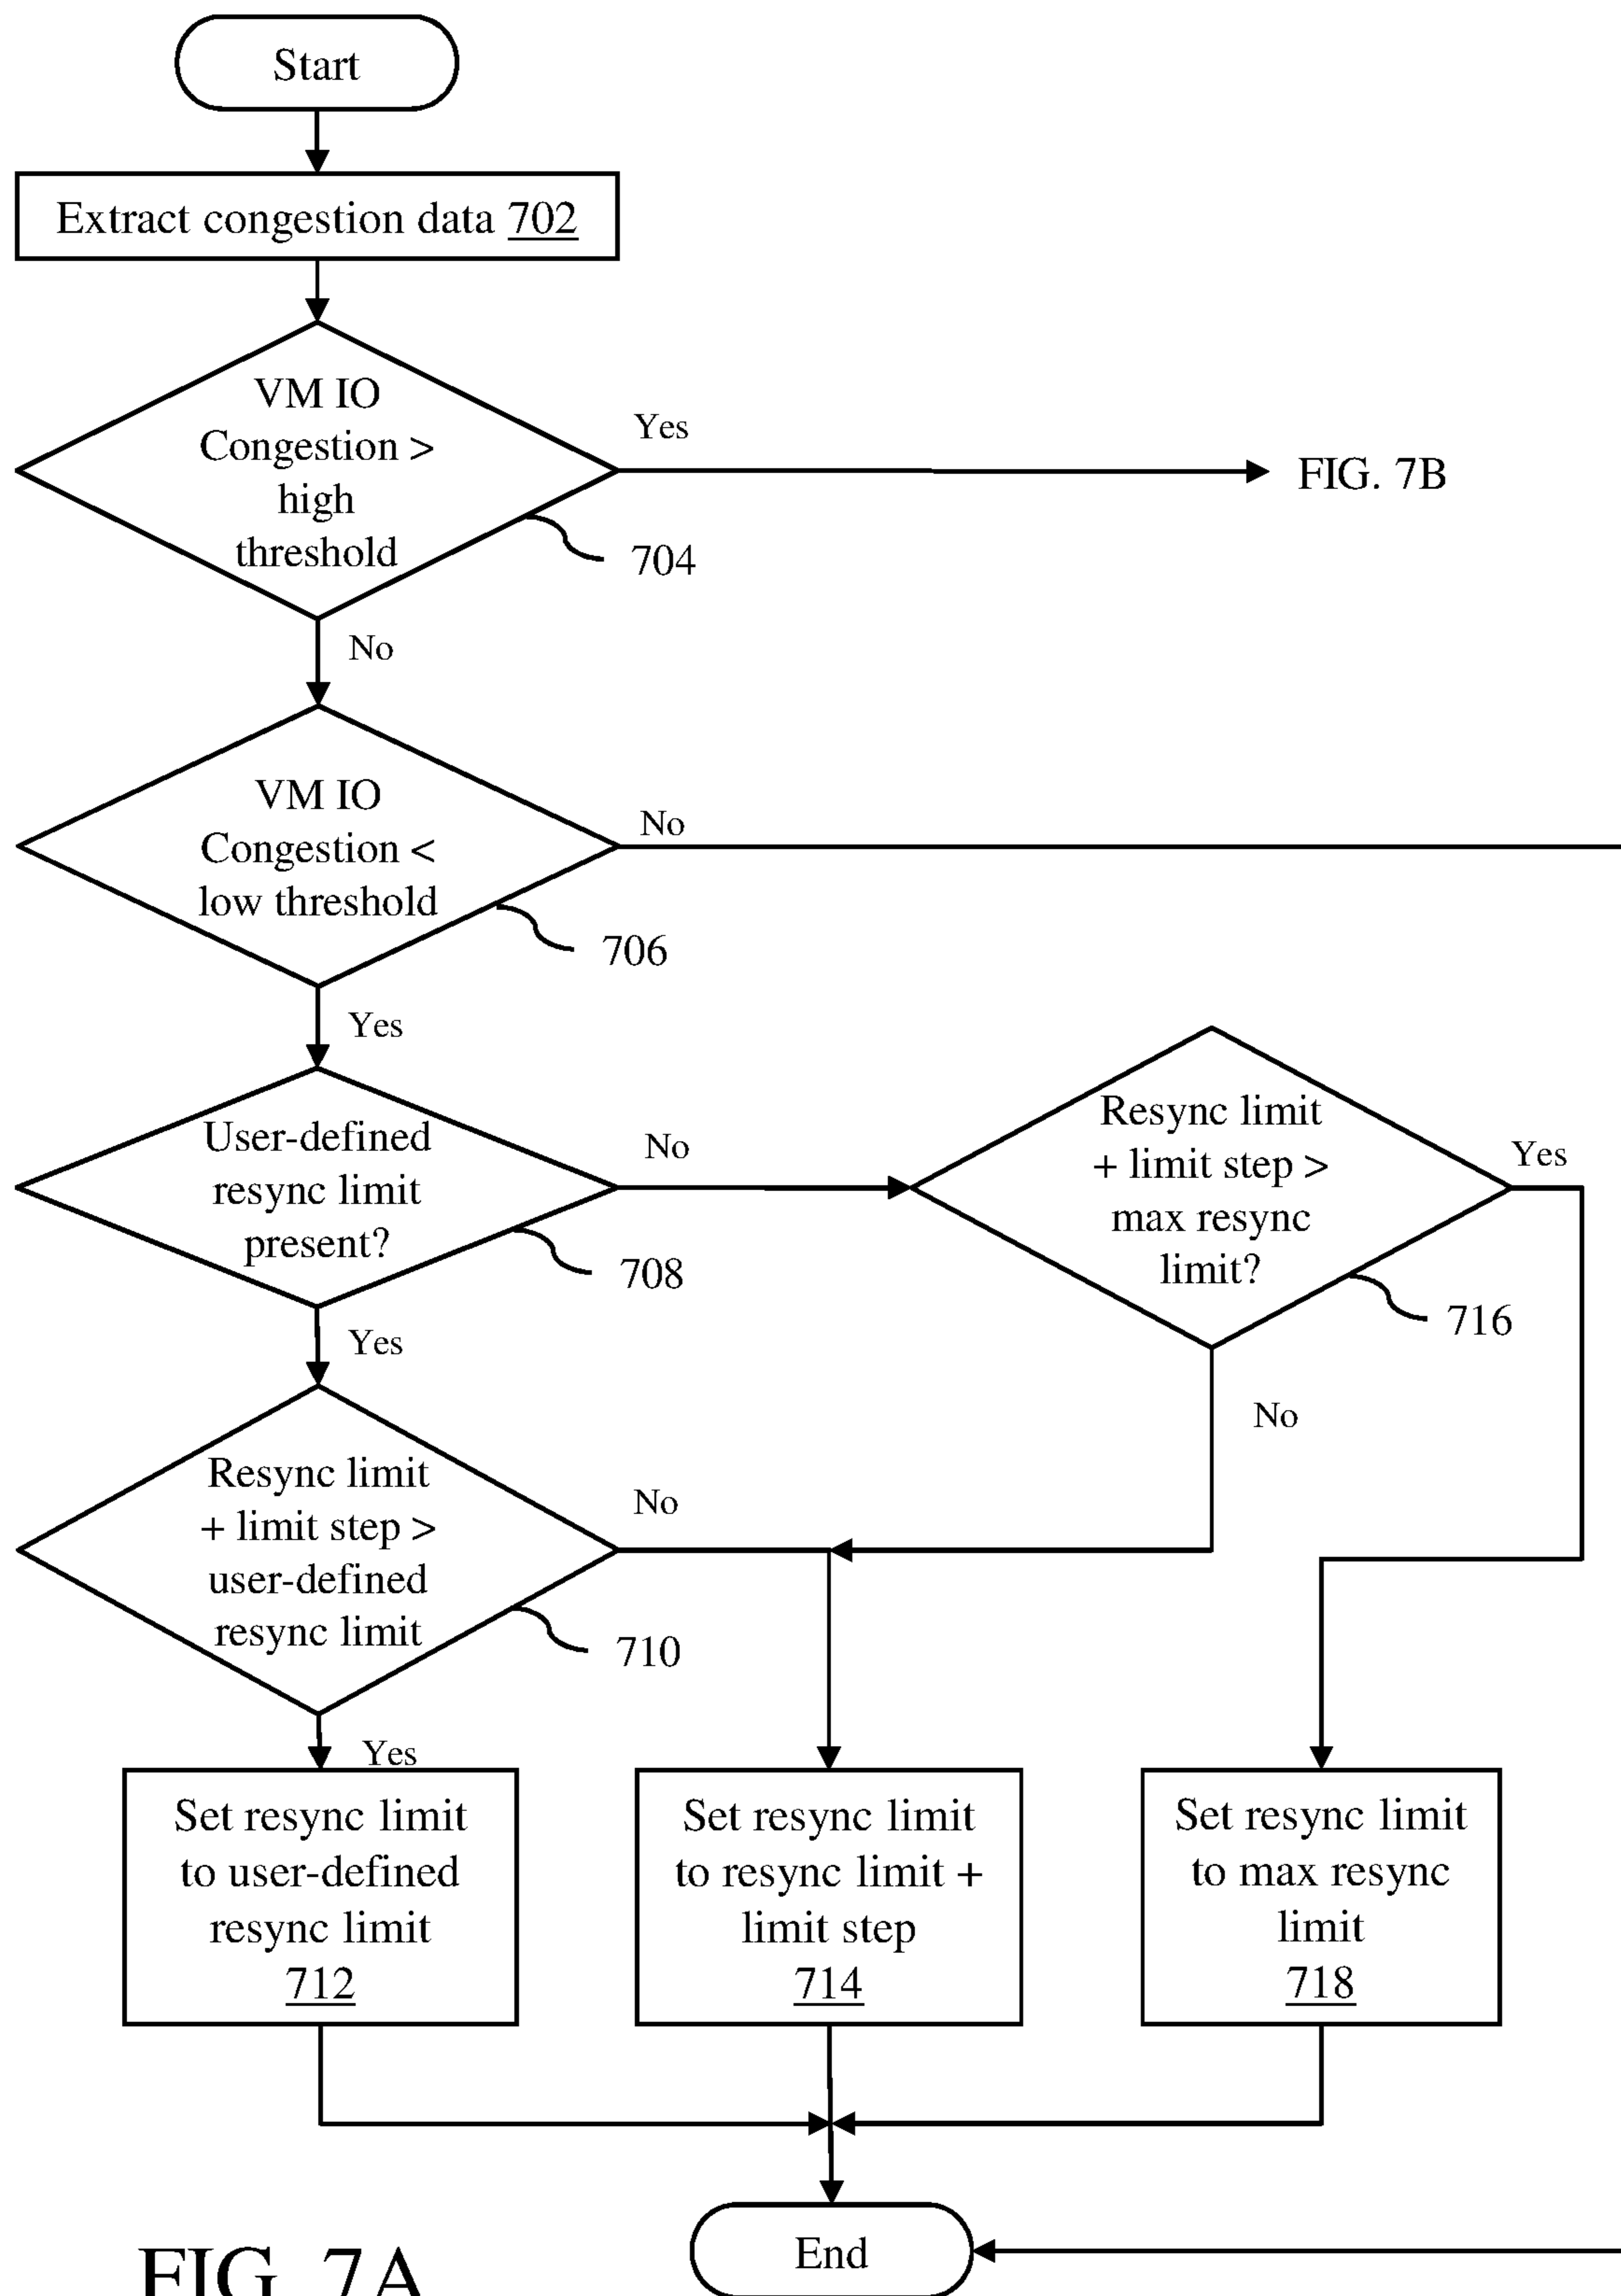 Start
Extract congestion data 702
VM IO
Congestion >
high
threshold
Yes
FIG. 7B
704
No
VM IO
Congestion <
low threshold
No
706
Yes
User-defined
resync limit
present?
No
708
Resync limit
+ limit step >
max resync
limit?
Yes
716
No
Yes
Resync limit
+ limit step >
user-defined
resync limit
No
710
Yes
Set resync limit
to user-defined
resync limit
712
Set resync limit
to resync limit +
limit step
714
Set resync limit
to max resync
limit
718
End
FIG. 7A